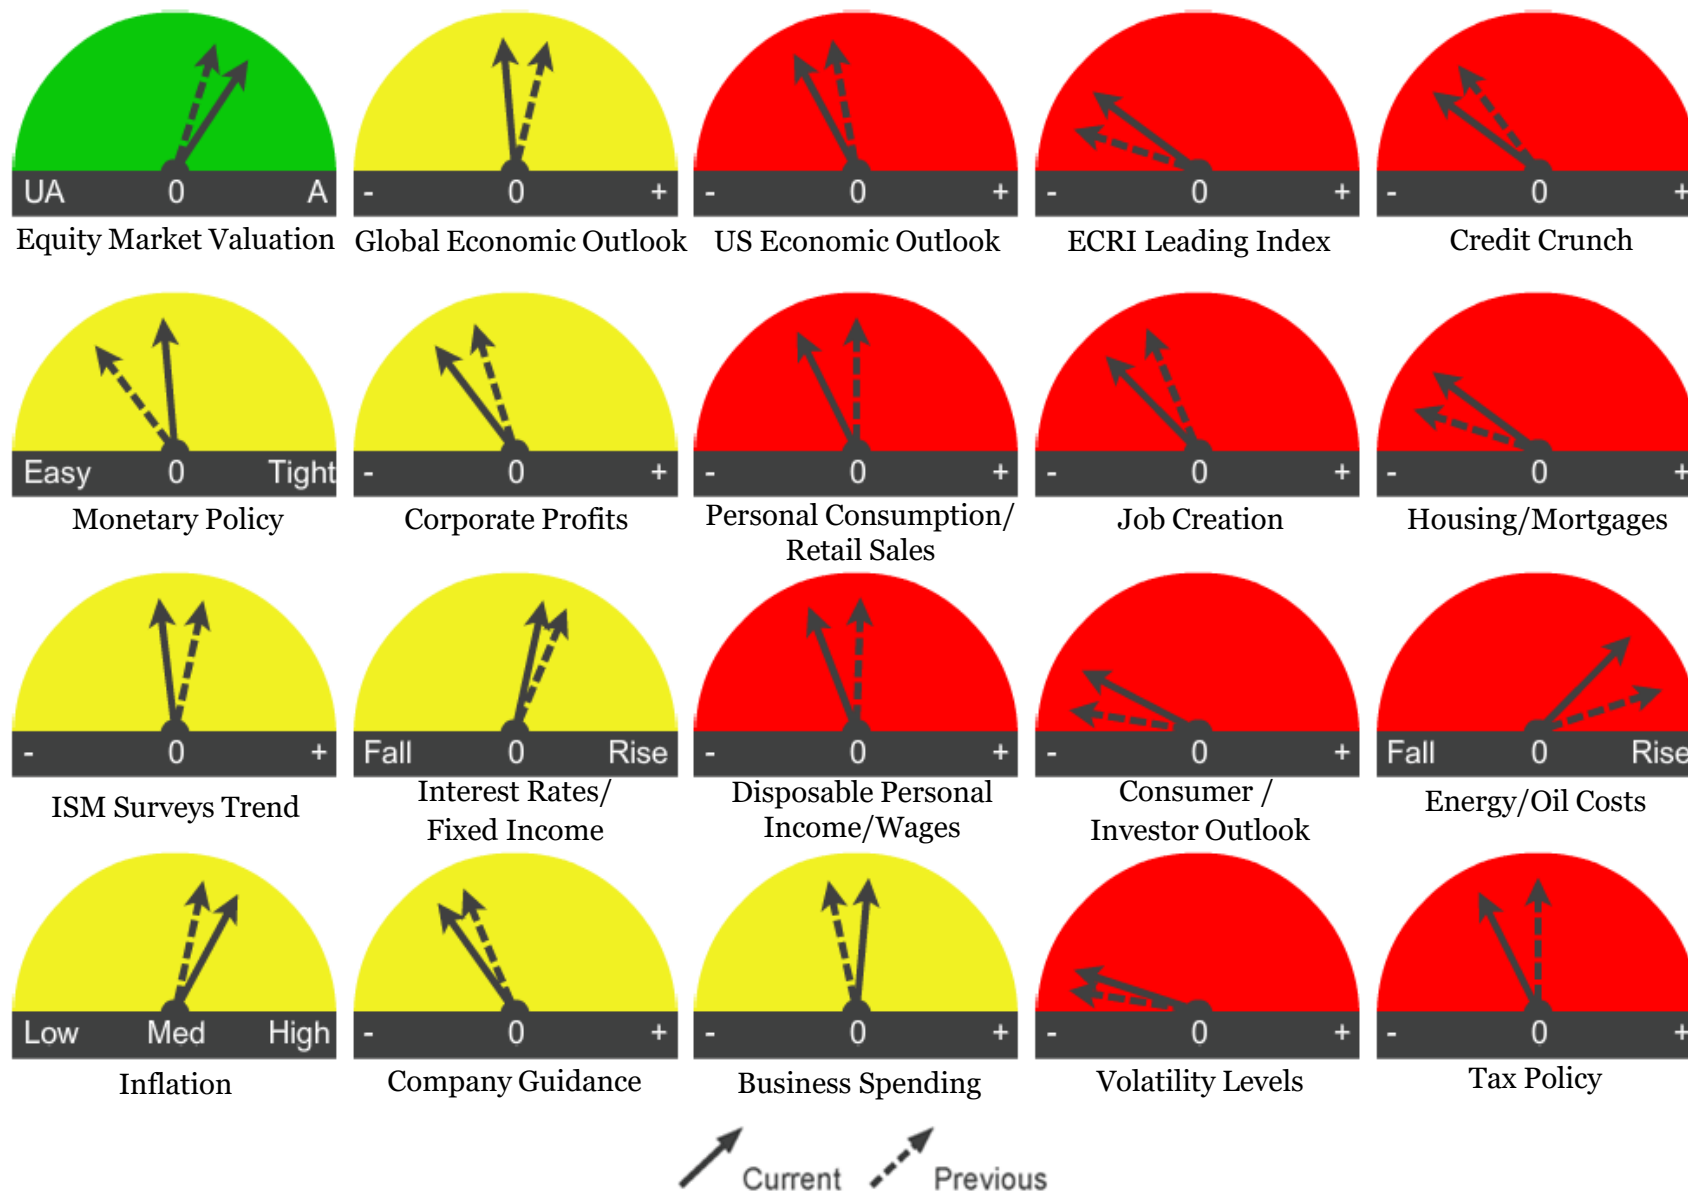 UA 0 A
- 0 +
- 0 +
- 0 +
- 0 +
Equity Market Valuation
Global Economic Outlook
US Economic Outlook
ECRI Leading Index
Credit Crunch
Easy 0 Tight
- 0 +
- 0 +
- 0 +
- 0 +
Monetary Policy
Corporate Profits
Personal Consumption/
Retail Sales
Job Creation
Housing/Mortgages
- 0 +
Fall 0 Rise
- 0 +
- 0 +
Fall 0 Rise
ISM Surveys Trend
Interest Rates/
Fixed Income
Disposable Personal
Income/Wages
Consumer /
Investor Outlook
Energy/Oil Costs
Low Med High
- 0 +
- 0 +
- 0 +
- 0 +
Inflation
Company Guidance
Business Spending
Volatility Levels
Tax Policy
Current
Previous